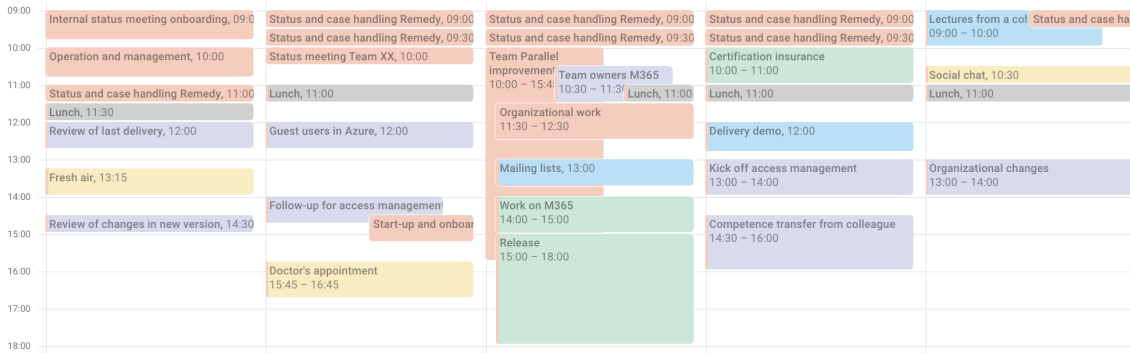 09:00
10:00
11:00
12:00
13:00
14:00
15:00
16:00
17:00
18:00
Internal status meeting onboarding, 09:0
Operation and management, 10:00
Status and case handling Remedy, 11:00
Lunch, 11:30
Review of last delivery, 12:00
Fresh air, 13:15
Review of changes in new version, 14:30
Status and case handling Remedy, 09:00
Status and case handling Remedy, 09:30
Status meeting Team XX, 10:00
Lunch, 11:00
Guest users in Azure, 12:00
Follow-up for access management
Start-up and onboar
Doctor's appointment
15:45 – 16:45
Status and case handling Remedy, 09:00
Status and case handling Remedy, 09:30
Team Parallel
improvement
10:00 – 15:4
Team owners M365
10:30 – 11:3
Lunch, 11:00
Organizational work
11:30 – 12:30
Mailing lists, 13:00
Work on M365
14:00 – 15:00
Release
15:00 – 18:00
Status and case handling Remedy, 09:00
Status and case handling Remedy, 09:30
Certification insurance
10:00 – 11:00
Lunch, 11:00
Delivery demo, 12:00
Kick off access management
13:00 – 14:00
Competence transfer from colleague
14:30 – 16:00
Lectures from a col
09:00 – 10:00
Status and case ha
Social chat, 10:30
Lunch, 11:00
Organizational changes
13:00 – 14:00